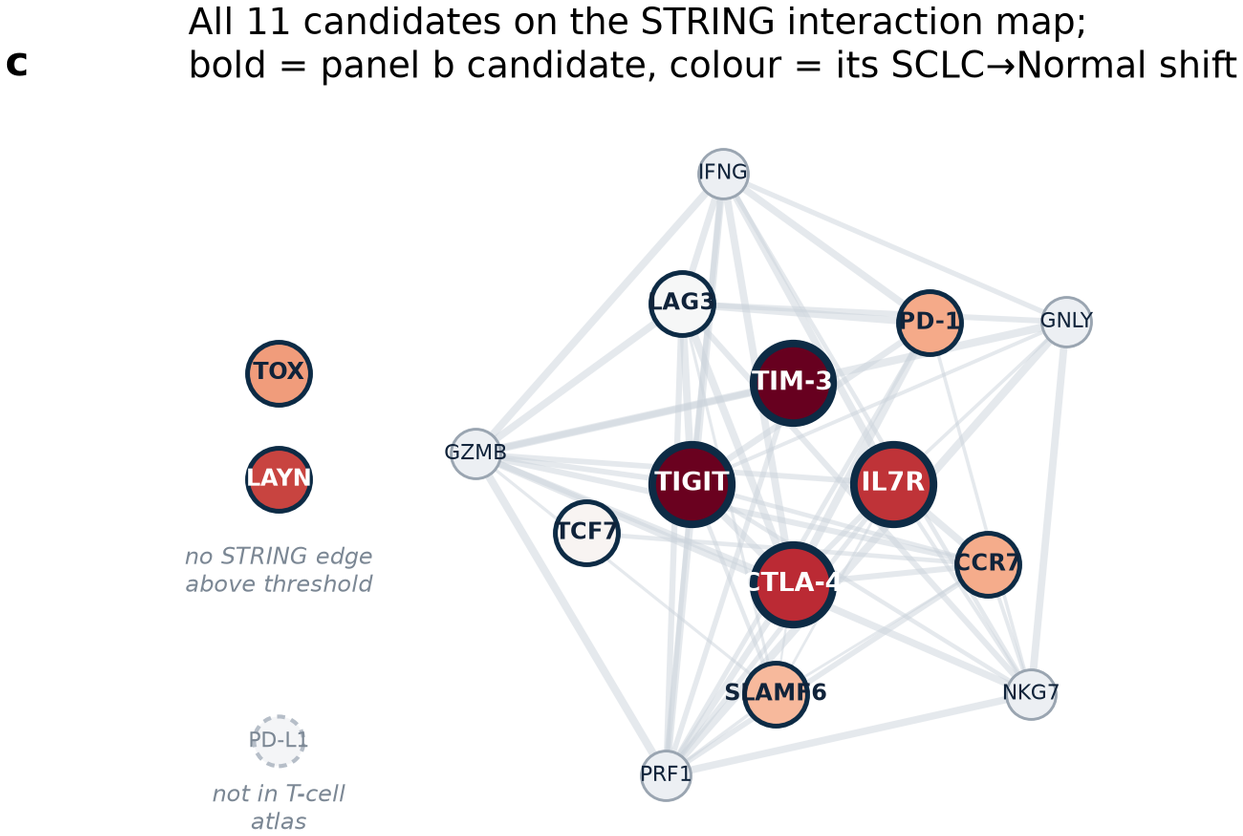 c
All 11 candidates on the STRING interaction map;
bold = panel b candidate, colour = its SCLC→Normal shift
IFNG
LAG3
PD-1
GNLY
TIM-3
TOX
GZMB
LAYN
TIGIT
IL7R
TCF7
no STRING edge
above threshold
CTLA-4
CCR7
SLAMF6
NKG7
PD-L1
PRF1
not in T-cell
atlas